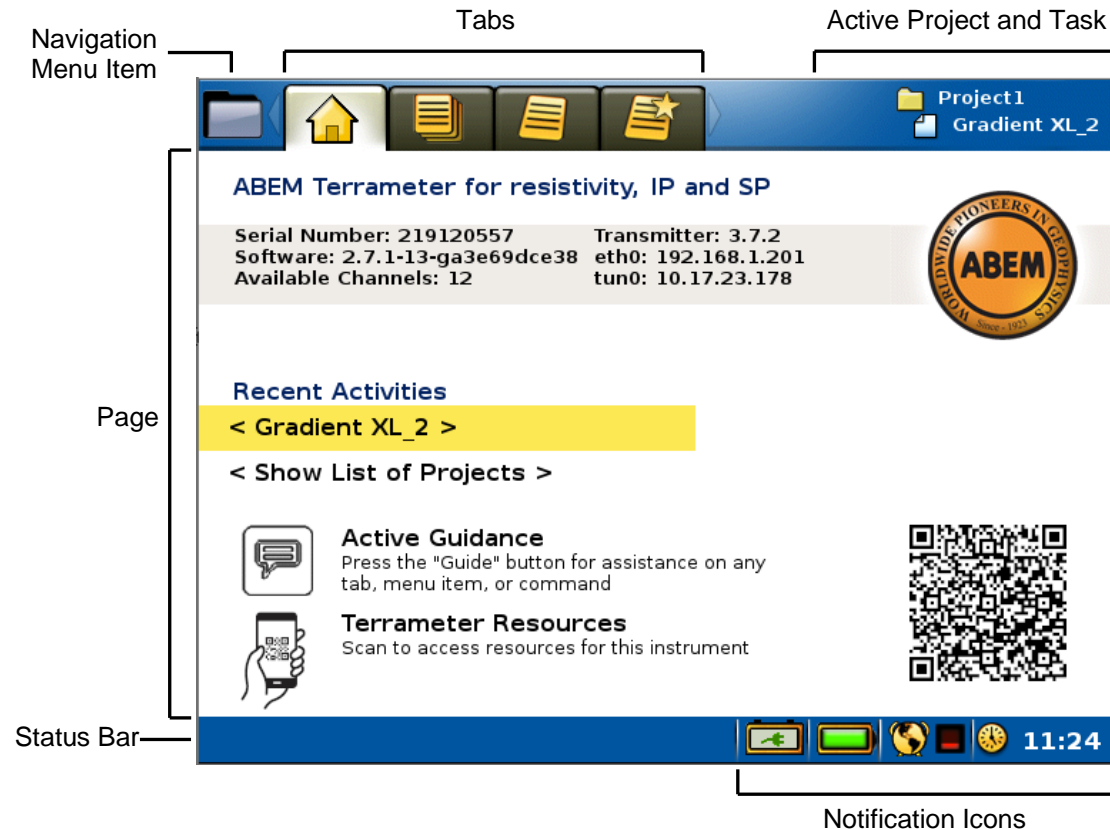 Tabs
Active Project and Task
Navigation
Menu Item
Project1
Gradient XL_2
ABEM Terrameter for resistivity, IP and SP
Serial Number: 219120557
Transmitter: 3.7.2
Software: 2.7.1-13-ga3e69dce38
eth0: 192.168.1.201
Available Channels: 12
tun0: 10.17.23.178
WORLDWIDE PIONEERS IN GEOPHYSICS
ABEM
Since - 1923
Recent Activities
Page
< Gradient XL_2 >
< Show List of Projects >
Active Guidance
Press the "Guide" button for assistance on any
tab, menu item, or command
Terrameter Resources
Scan to access resources for this instrument
Status Bar
11:24
Notification Icons